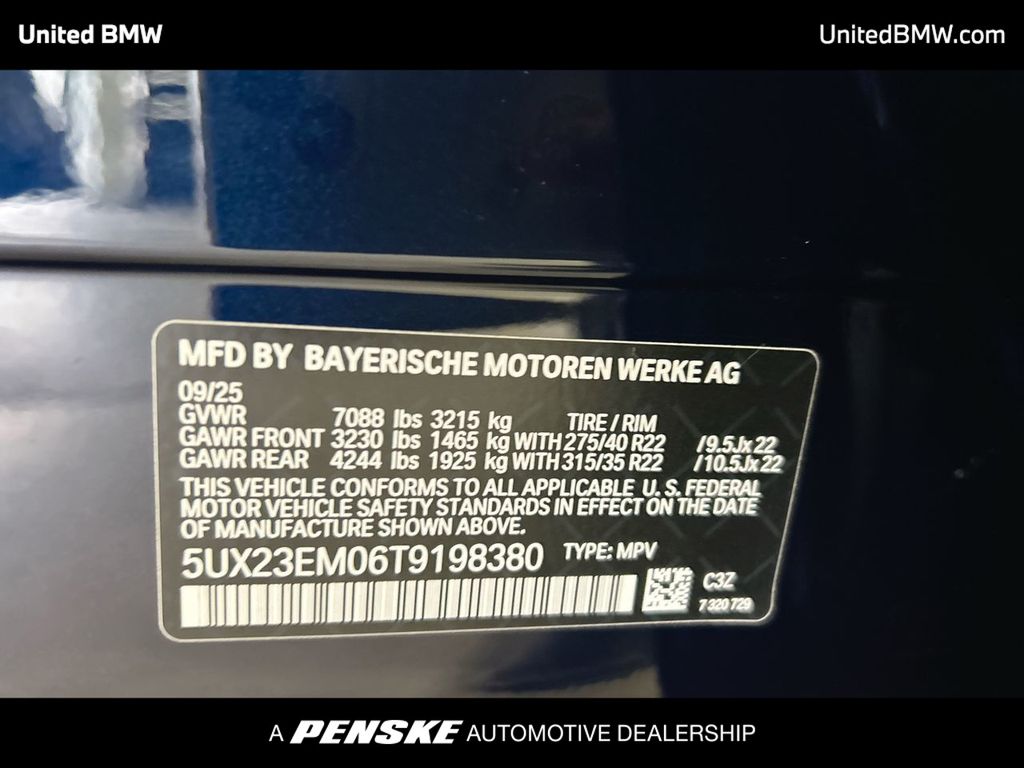 United BMW
UnitedBMW.com
MFD BY BAYERISCHE MOTOREN WERKE AG
09/25
GVWR 7088 lbs 3215 kg TIRE / RIM
GAWR FRONT 3230 lbs 1465 kg WITH 275/40 R22 /9.5Jx22
GAWR REAR 4244 lbs 1925 kg WITH 315/35 R22 /10.5Jx22
THIS VEHICLE CONFORMS TO ALL APPLICABLE U. S. FEDERAL
MOTOR VEHICLE SAFETY STANDARDS IN EFFECT ON THE DATE
OF MANUFACTURE SHOWN ABOVE.
5UX23EM06T9198380 TYPE: MPV
C3Z
7 320 729
A PENSKE AUTOMOTIVE DEALERSHIP